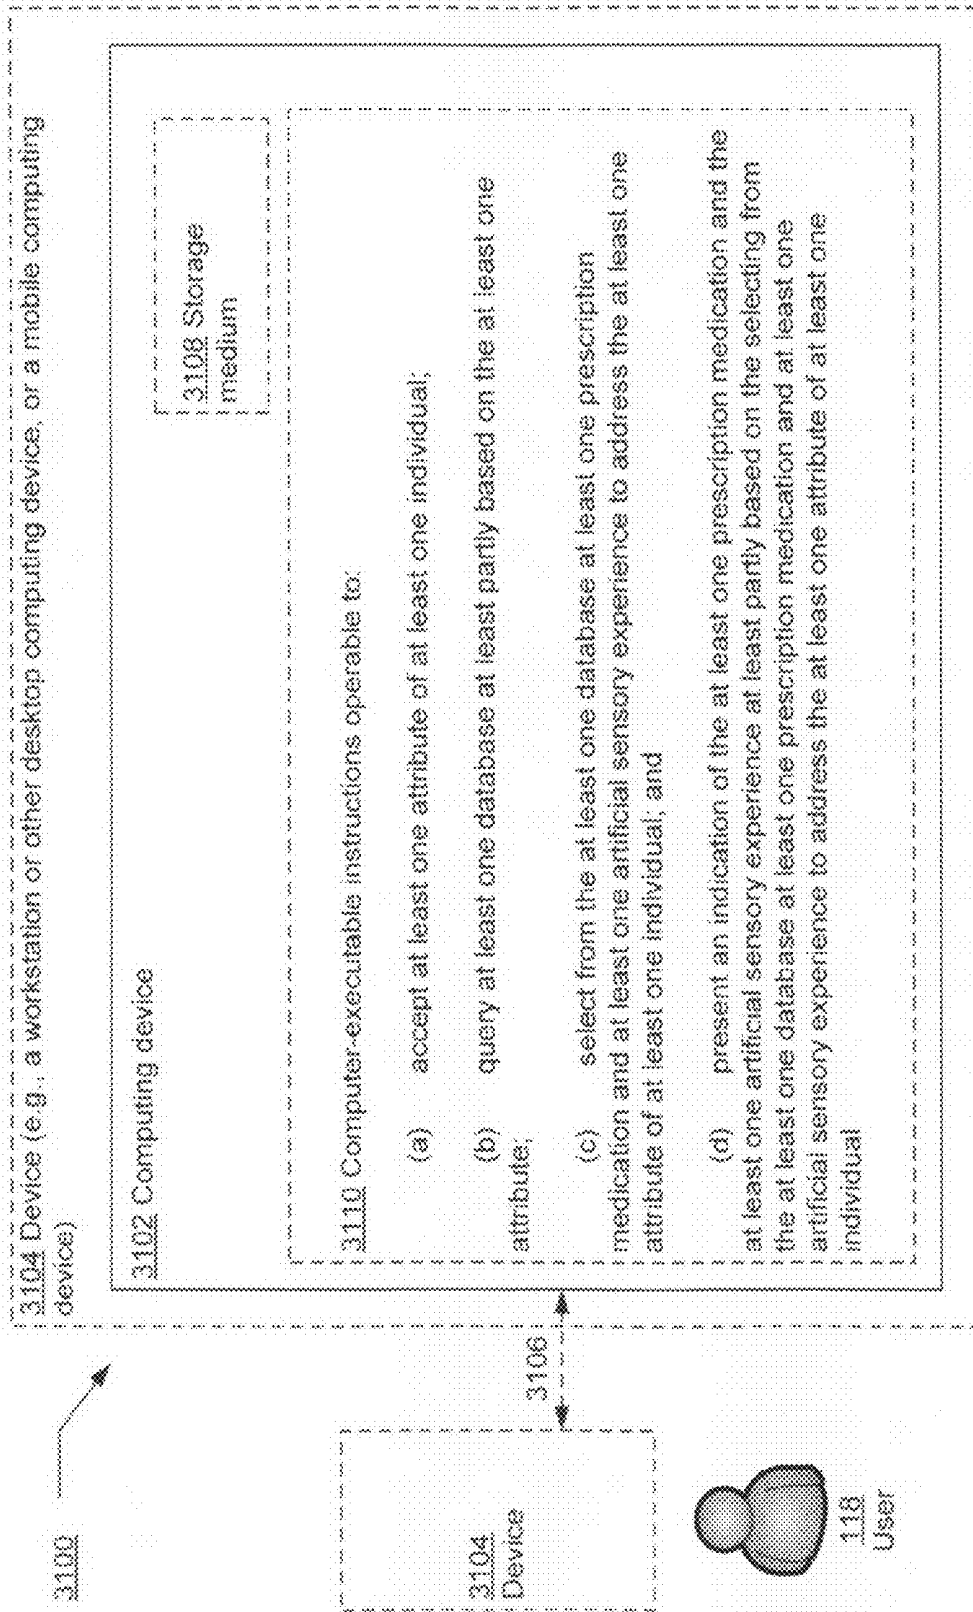 3100
3104 Device (e.g., a workstation or other desktop computing device, or a mobile computing
device)
3102 Computing device
3108 Storage
medium
3110 Computer-executable instructions operable to:
(a) accept at least one attribute of at least one individual;
(b) query at least one database at least partly based on the at least one
attribute;
(c) select from the at least one database at least one prescription
medication and at least one artificial sensory experience to address the at least one
attribute of at least one individual; and
(d) present an indication of the at least one prescription medication and the
at least one artificial sensory experience at least partly based on the selecting from
the at least one database at least one prescription medication and at least one
artificial sensory experience to address the at least one attribute of at least one
individual
3106
3104
Device
118
User